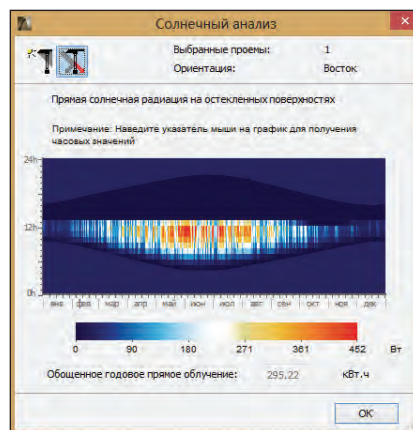 Солнечный анализ
Выбранные проемы: 1
Ориентация: Восток
Прямая солнечная радиация на остекленных поверхностях
Примечание: Наведите указатель мыши на график для получения
часовых значений
24h
12h
0h
янв фев мар апр май июн июл авг сен окт ноя дек
0 90 180 271 361 452 Вт
Обощенное годовое прямое облучение: 295.22 кВт.ч
OK